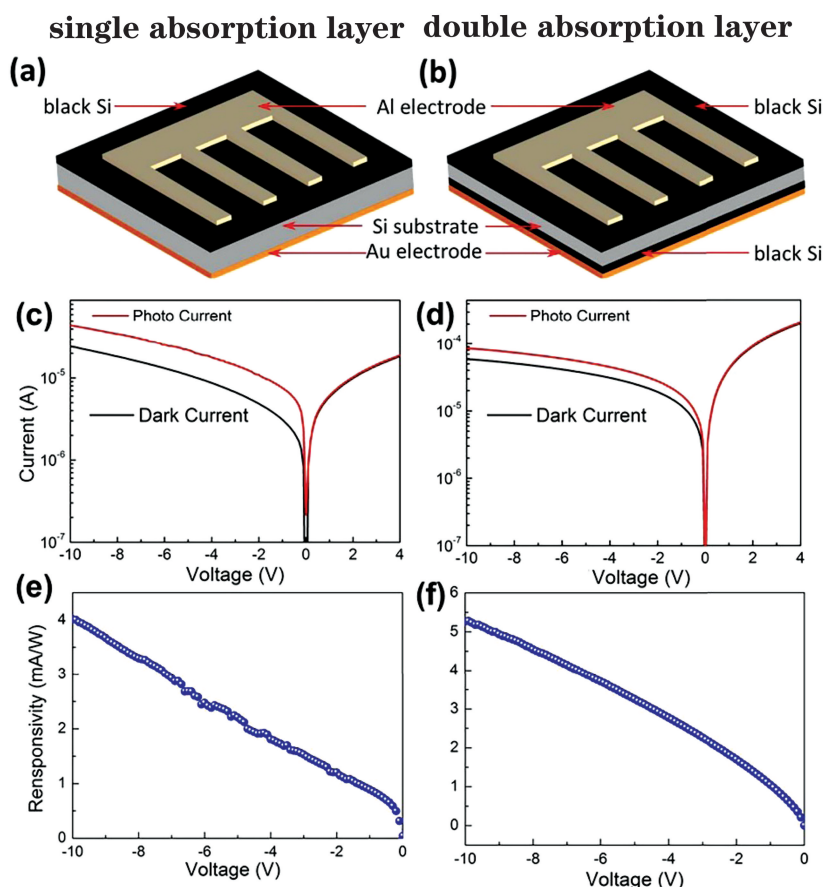 single absorption layer double absorption layer
(a)
(b)
black Si
Al electrode
black Si
Si substrate
Au electrode
black Si
(c)
Photo Current
Dark Current
Current (A)
10^-5
10^-6
10^-7
-10 -8 -6 -4 -2 0 2 4
Voltage (V)
(d)
Photo Current
Dark Current
10^-4
10^-5
10^-6
10^-7
-10 -8 -6 -4 -2 0 2 4
Voltage (V)
(e)
Rensponsivity (mA/W)
4
3
2
1
0
-10 -8 -6 -4 -2 0
Voltage (V)
(f)
6
5
4
3
2
1
0
-10 -8 -6 -4 -2 0
Voltage (V)